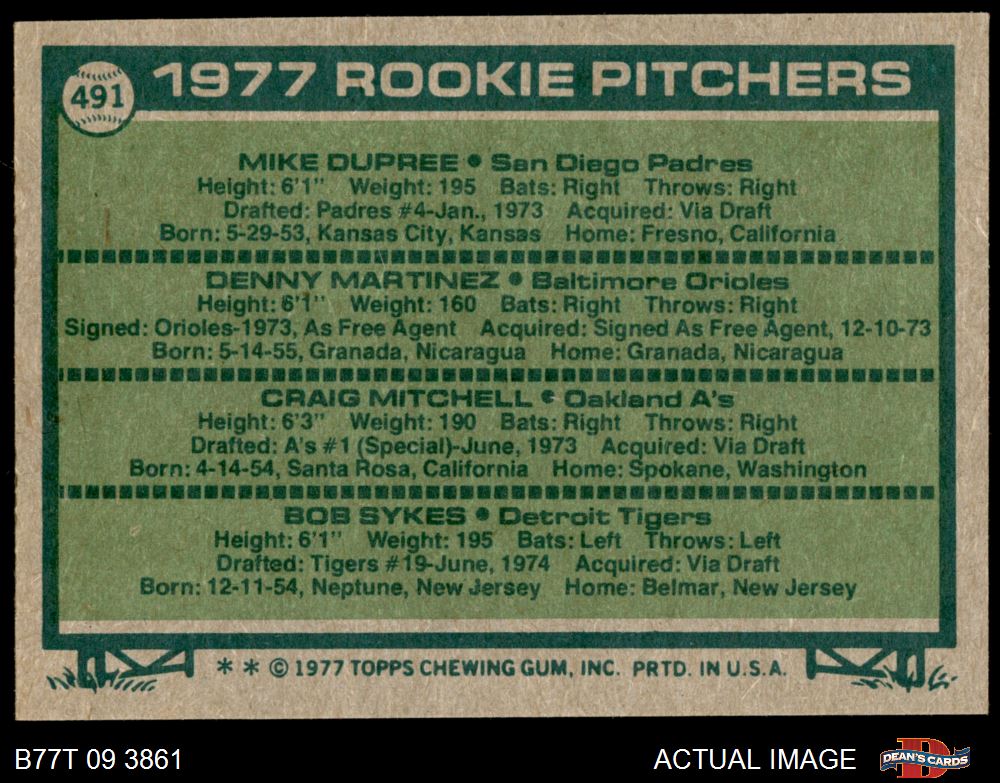 491
1977 ROOKIE PITCHERS
MIKE DUPREE • San Diego Padres
Height: 6'1" Weight: 195 Bats: Right Throws: Right
Drafted: Padres #4-Jan., 1973 Acquired: Via Draft
Born: 5-29-53, Kansas City, Kansas Home: Fresno, California
DENNY MARTINEZ • Baltimore Orioles
Height: 6'1" Weight: 160 Bats: Right Throws: Right
Signed: Orioles-1973, As Free Agent Acquired: Signed As Free Agent, 12-10-73
Born: 5-14-55, Granada, Nicaragua Home: Granada, Nicaragua
CRAIG MITCHELL • Oakland A's
Height: 6'3" Weight: 190 Bats: Right Throws: Right
Drafted: A's #1 (Special)-June, 1973 Acquired: Via Draft
Born: 4-14-54, Santa Rosa, California Home: Spokane, Washington
BOB SYKES • Detroit Tigers
Height: 6'1" Weight: 195 Bats: Left Throws: Left
Drafted: Tigers #19-June, 1974 Acquired: Via Draft
Born: 12-11-54, Neptune, New Jersey Home: Belmar, New Jersey
* * © 1977 TOPPS CHEWING GUM, INC. PRTD. IN U.S.A.
B77T 09 3861
ACTUAL IMAGE
DEAN'S CARDS